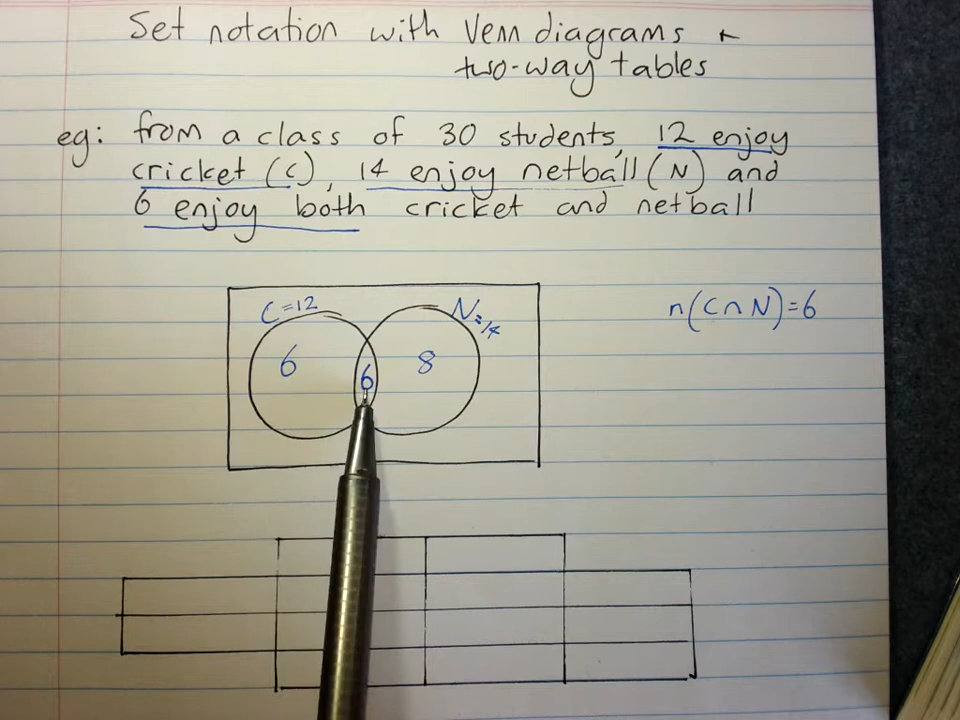 Set notation with Venn diagrams +
two-way tables
eg: from a class of 30 students, 12 enjoy
cricket (C), 14 enjoy netball (N) and
6 enjoy both cricket and netball
C=12 N=14
n(C∩N)=6
6 6 8